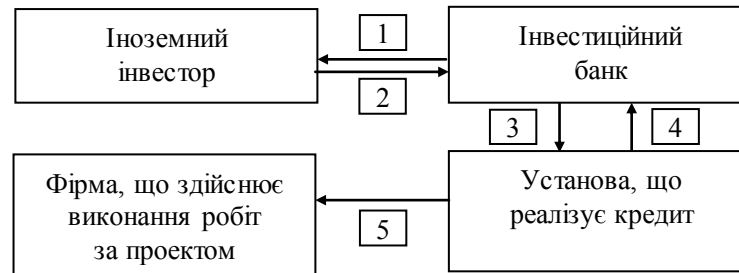 Іноземний
інвестор
1
2
Інвестиційний
банк
3
4
Фірма, що здійснює
виконання робіт
за проектом
5
Установа, що
реалізує кредит